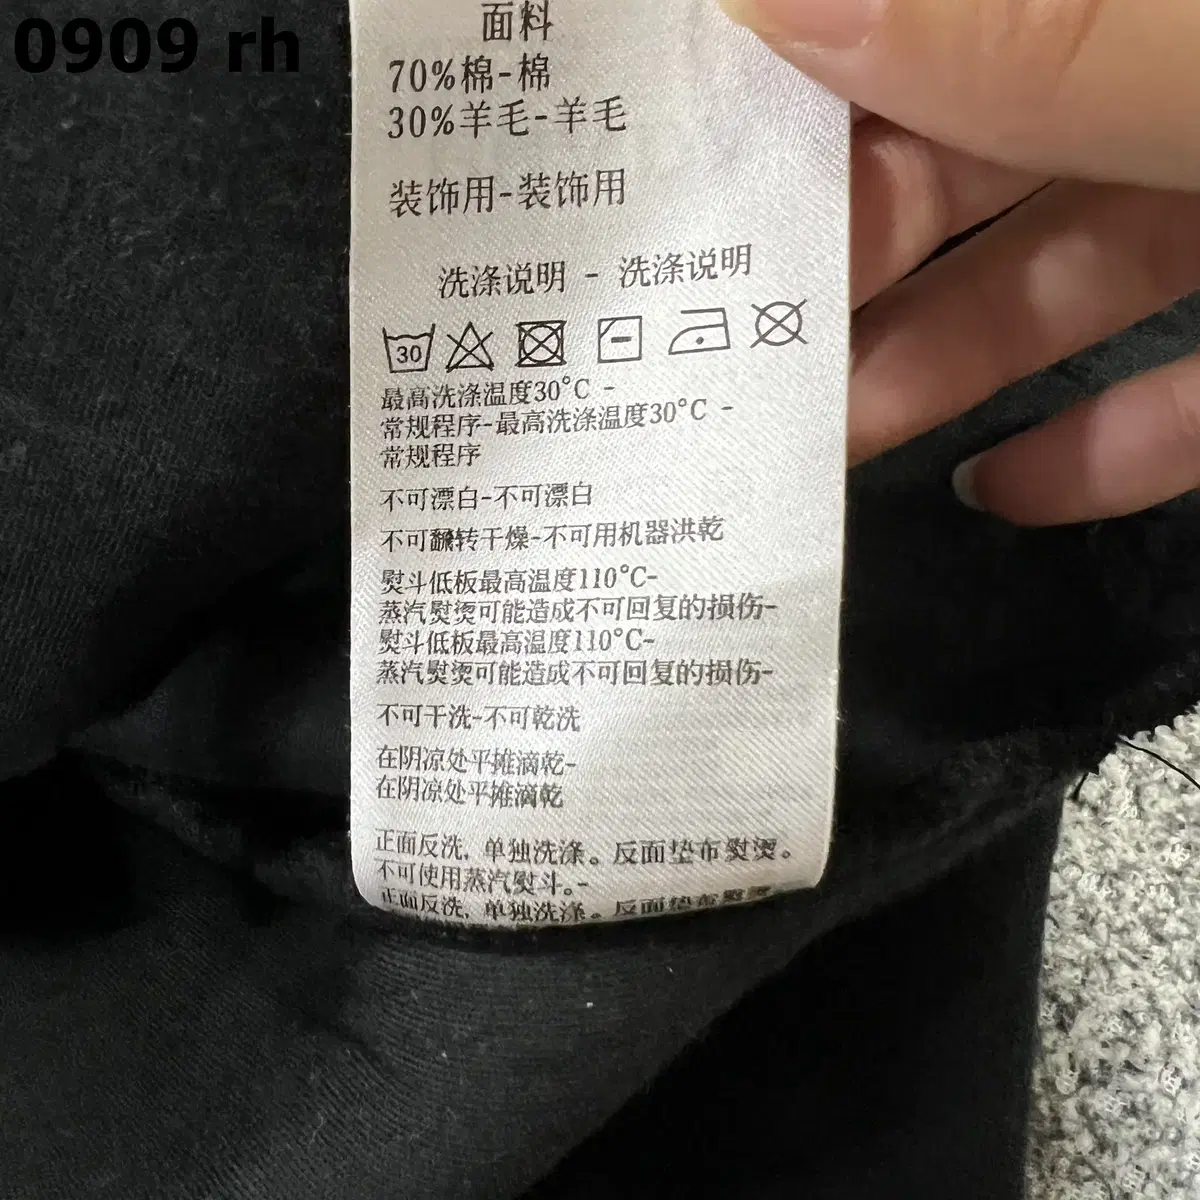 0909 rh
面料
70%棉-棉
30%羊毛-羊毛
装饰用-装饰用
洗涤说明 - 洗涤说明
30
最高洗涤温度30°C -
常规程序-最高洗涤温度30°C -
常规程序
不可漂白-不可漂白
不可翻转干燥-不可用机器洪乾
熨斗低板最高温度110°C-
蒸汽熨烫可能造成不可回复的损伤-
熨斗低板最高温度110°C-
蒸汽熨烫可能造成不可回复的损伤-
不可干洗-不可乾洗
在阴凉处平摊滴乾-
在阴凉处平摊滴乾
正面反洗, 单独洗涤。反面垫布熨烫。
不可使用蒸汽熨斗。-
正面反洗, 单独洗涤。反面垫布熨烫